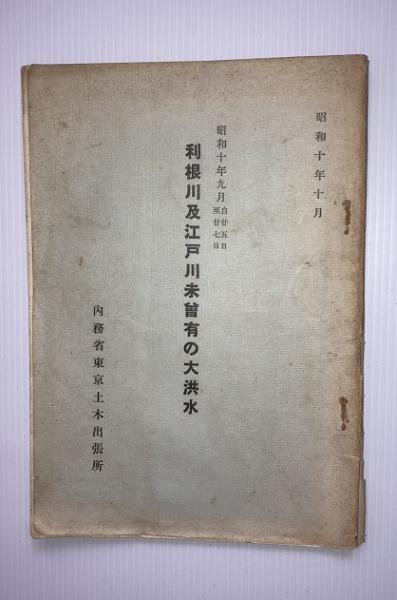 昭和十年十月
昭和十年九月自廿五日至廿七日
利根川及江戸川未曽有の大洪水
内務省東京土木出張所